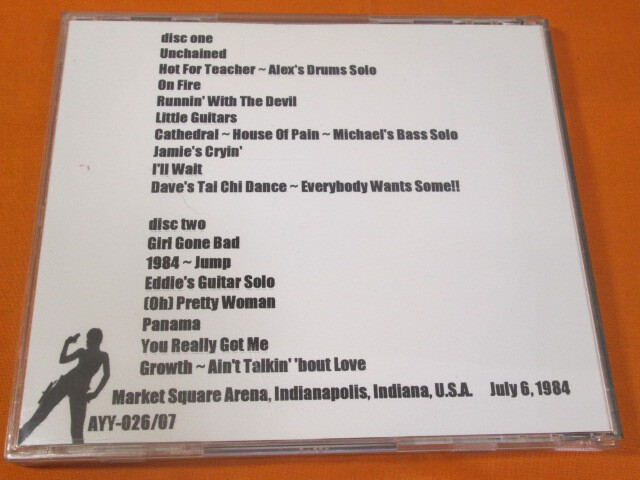 disc one
Unchained
Hot For Teacher ~ Alex's Drums Solo
On Fire
Runnin' With The Devil
Little Guitars
Cathedral ~ House Of Pain ~ Michael's Bass Solo
Jamie's Cryin'
I'll Wait
Dave's Tai Chi Dance ~ Everybody Wants Some!!
disc two
Girl Gone Bad
1984 ~ Jump
Eddie's Guitar Solo
(Oh) Pretty Woman
Panama
You Really Got Me
Growth ~ Ain't Talkin' 'bout Love
Market Square Arena, Indianapolis, Indiana, U.S.A. July 6, 1984
AYY-026/07